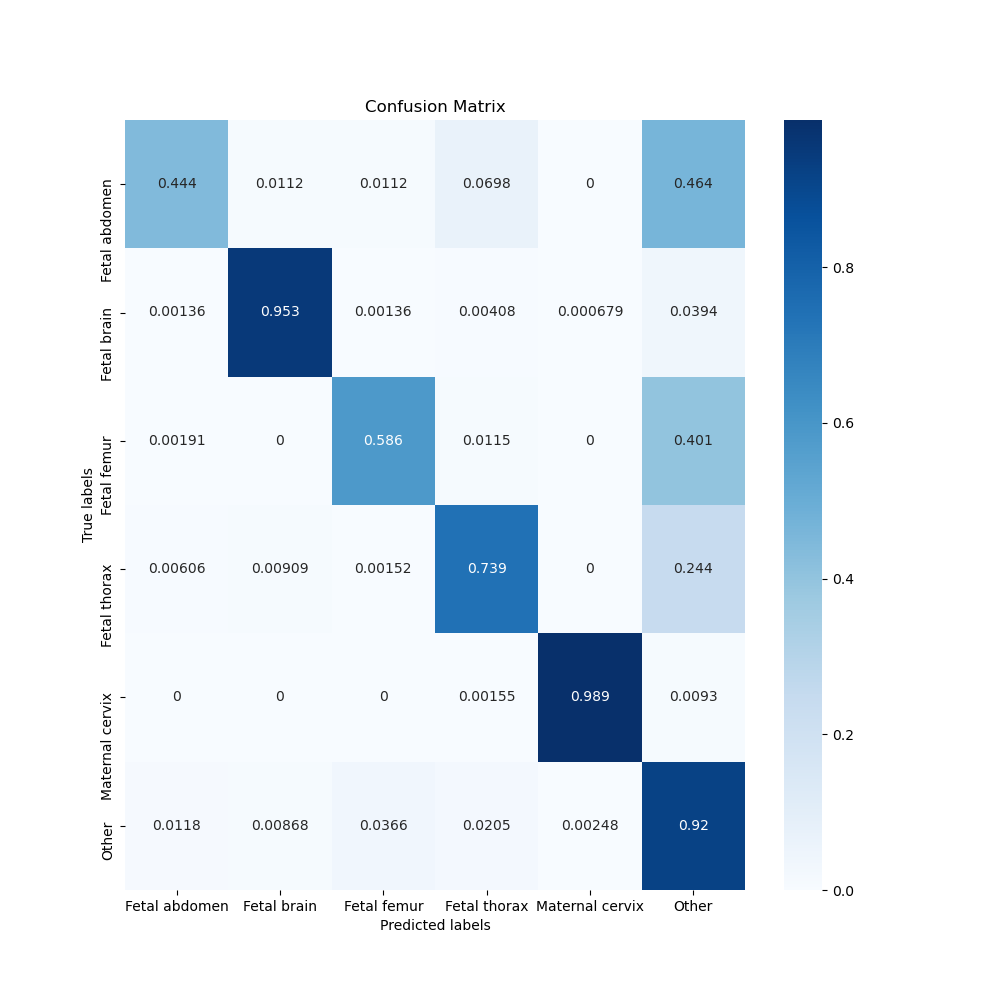 Confusion Matrix
True labels
Fetal abdomen 0.444 0.0112 0.0112 0.0698 0 0.464
Fetal brain 0.00136 0.953 0.00136 0.00408 0.000679 0.0394
Fetal femur 0.00191 0 0.586 0.0115 0 0.401
Fetal thorax 0.00606 0.00909 0.00152 0.739 0 0.244
Maternal cervix 0 0 0 0.00155 0.989 0.0093
Other 0.0118 0.00868 0.0366 0.0205 0.00248 0.92
Fetal abdomen Fetal brain Fetal femur Fetal thorax Maternal cervix Other
Predicted labels
0.8
0.6
0.4
0.2
0.0